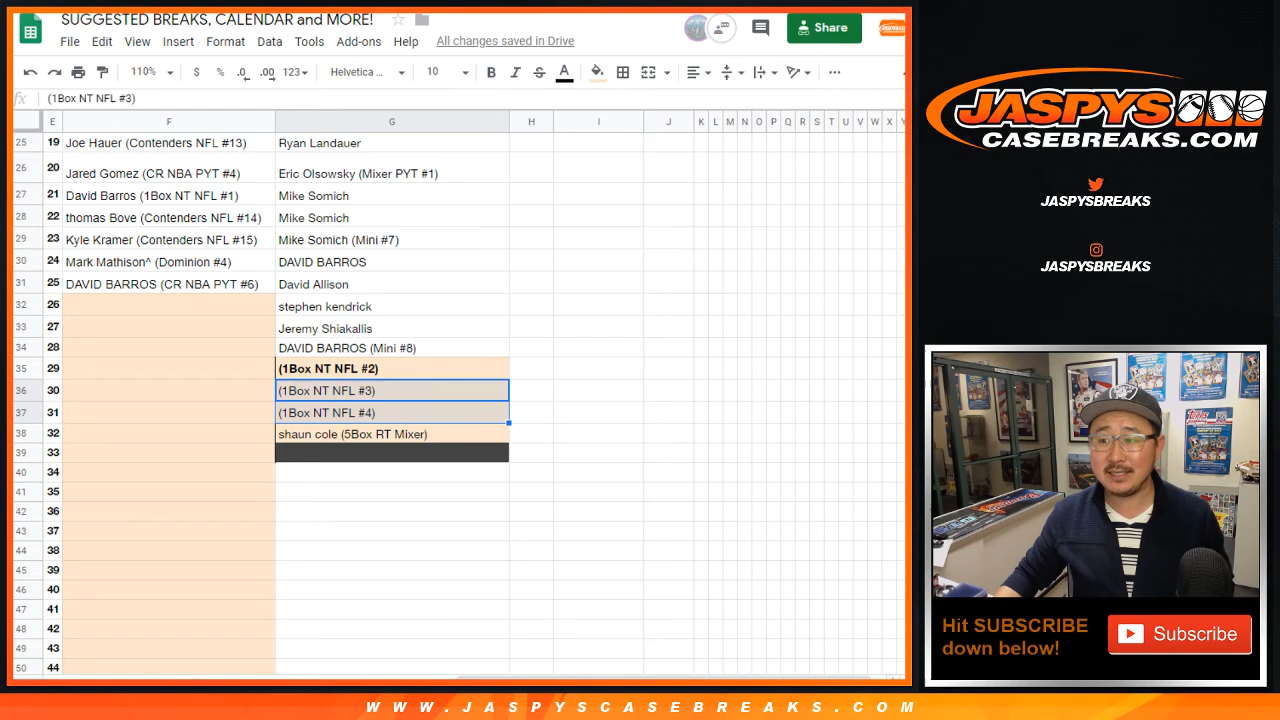 SUGGESTED BREAKS, CALENDAR and MORE!
File Edit View Insert Format Data Tools Add-ons Help All changes saved in Drive
Share
110% $ % .0 .00 123 Helvetica ... 10 B I S A
fx (1Box NT NFL #3)
E F G H I J K L M N O P Q R S T U V W X
25 19 Joe Hauer (Contenders NFL #13) Ryan Landauer
26 20 Jared Gomez (CR NBA PYT #4) Eric Olsowsky (Mixer PYT #1)
27 21 David Barros (1Box NT NFL #1) Mike Somich
28 22 thomas Bove (Contenders NFL #14) Mike Somich
29 23 Kyle Kramer (Contenders NFL #15) Mike Somich (Mini #7)
30 24 Mark Mathison^ (Dominion #4) DAVID BARROS
31 25 DAVID BARROS (CR NBA PYT #6) David Allison
32 26 stephen kendrick
33 27 Jeremy Shiakallis
34 28 DAVID BARROS (Mini #8)
35 29 (1Box NT NFL #2)
36 30 (1Box NT NFL #3)
37 31 (1Box NT NFL #4)
38 32 shaun cole (5Box RT Mixer)
39 33
40 34
41 35
42 36
43 37
44 38
45 39
46 40
47 41
48 42
49 43
50 44
JASPYS
CASEBREAKS.COM
JASPYSBREAKS
JASPYSBREAKS
Hit SUBSCRIBE
down below!
Subscribe
WWW.JASPYSCASEBREAKS.COM